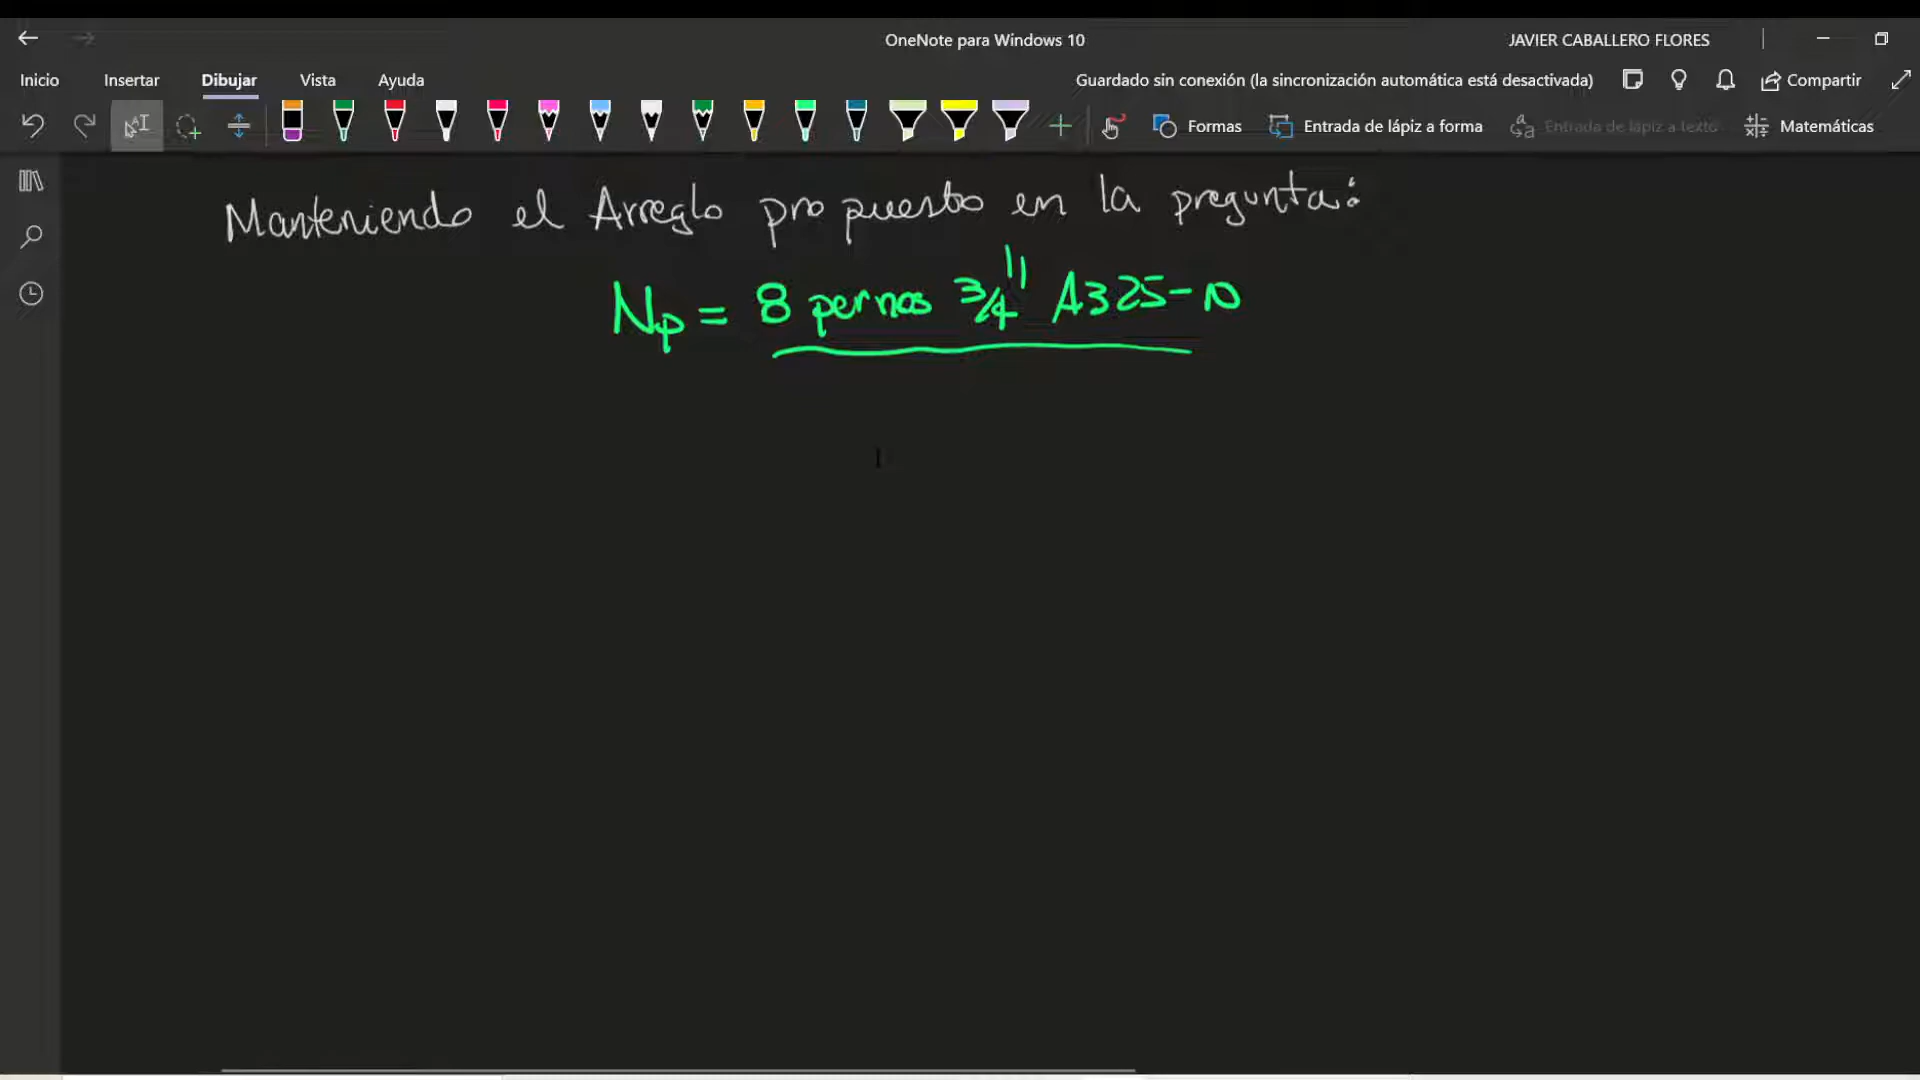 OneNote para Windows 10
JAVIER CABALLERO FLORES
Inicio Insertar Dibujar Vista Ayuda
Guardado sin conexión (la sincronización automática está desactivada)
Compartir
Formas
Entrada de lápiz a forma
Entrada de lápiz a texto
Matemáticas
Manteniendo el Arreglo propuesto en la pregunta:
Np = 8 pernos 3/4" A325-N